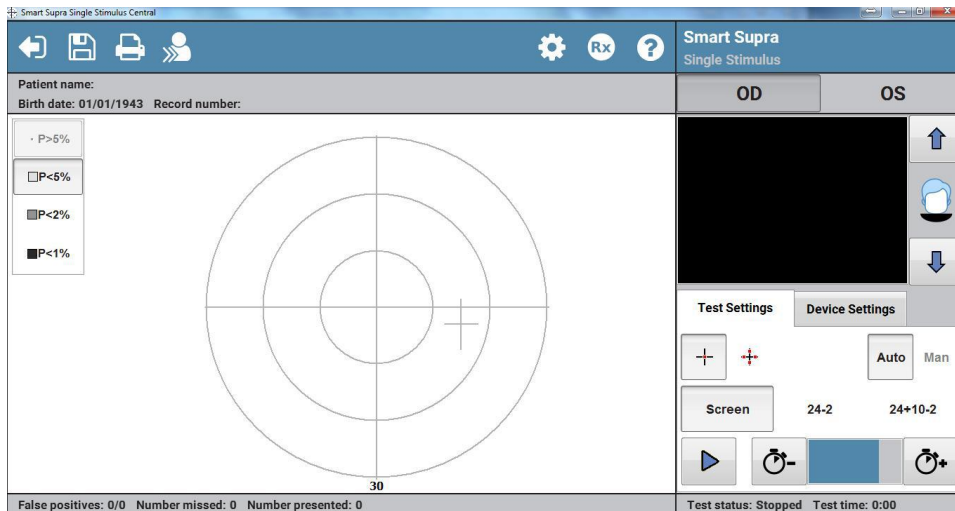 Smart Supra Single Stimulus Central
Rx
?
Smart Supra
Single Stimulus
Patient name:
Birth date: 01/01/1943 Record number:
OD
OS
· P>5%
P<5%
P<2%
P<1%
30
Test Settings
Device Settings
Auto
Man
Screen
24-2
24+10-2
False positives: 0/0 Number missed: 0 Number presented: 0
Test status: Stopped Test time: 0:00